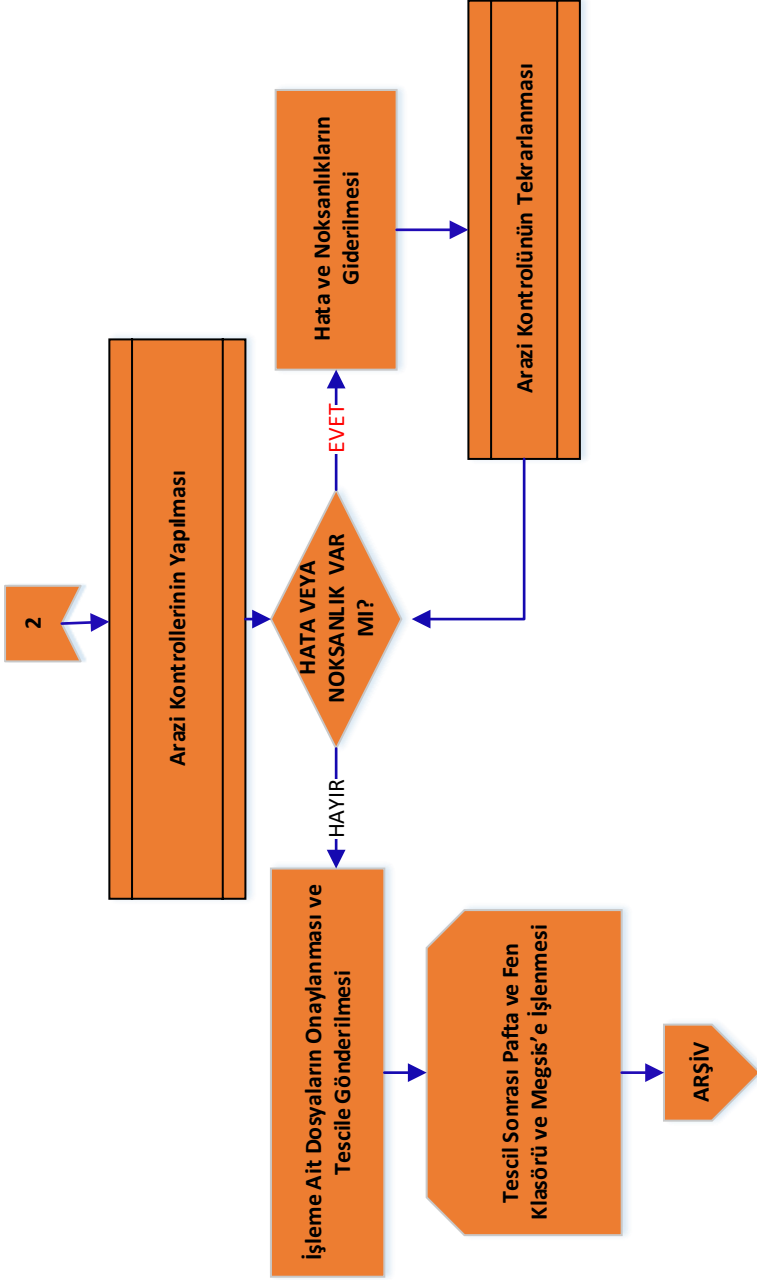 2
Arazi Kontrollerinin Yapılması
HATA VEYA
NOKSANLIK VAR
MI?
EVET
Hata ve Noksanlıkların
Giderilmesi
Arazi Kontrolünün Tekrarlanması
HAYIR
İşleme Ait Dosyaların Onaylanması ve
Tescile Gönderilmesi
Tescil Sonrası Pafta ve Fen
Klasörü ve Megsis’e İşlenmesi
ARŞİV